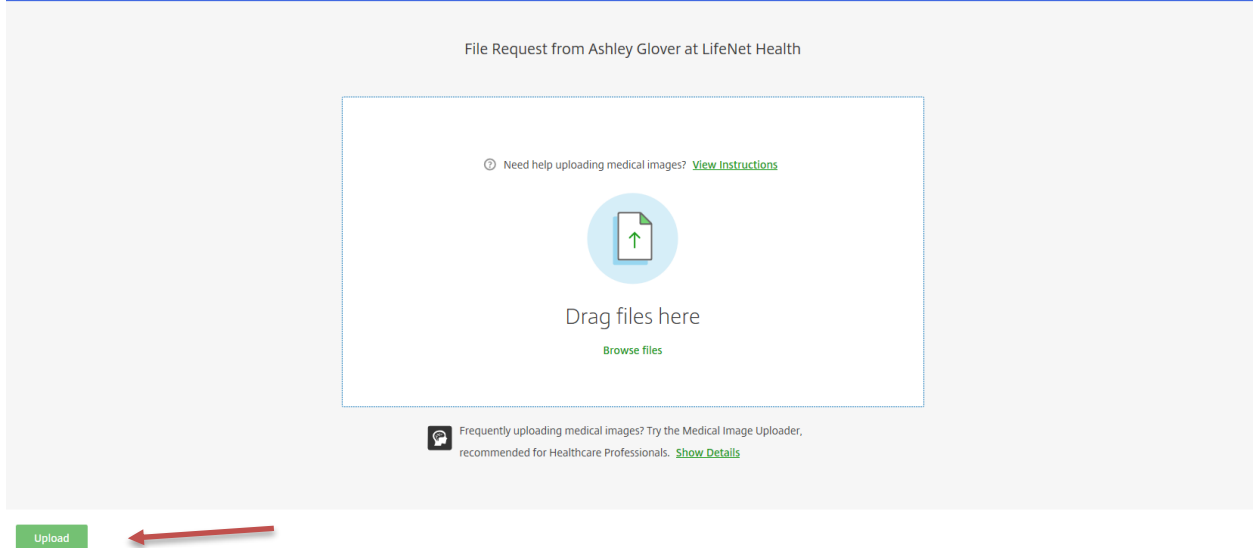 File Request from Ashley Glover at LifeNet Health
Need help uploading medical images? View Instructions
Drag files here
Browse files
Frequently uploading medical images? Try the Medical Image Uploader,
recommended for Healthcare Professionals. Show Details
Upload